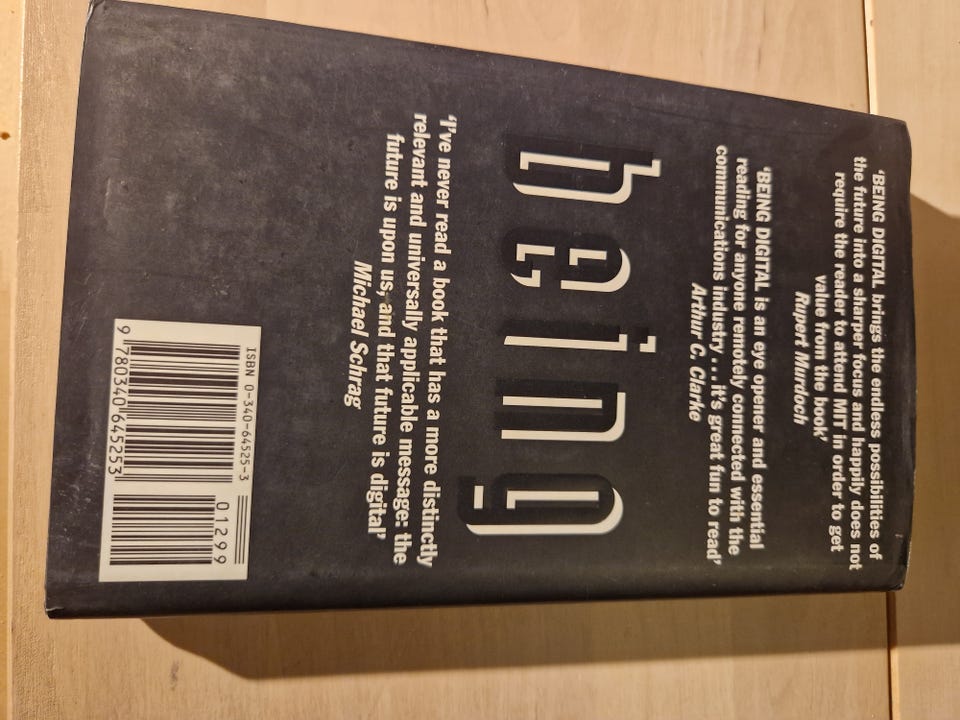 'BEING DIGITAL brings the endless possibilities of
the future into a sharper focus and happily does not
require the reader to attend MIT in order to get
value from the book'
Rupert Murdoch
'BEING DIGITAL is an eye opener and essential
reading for anyone remotely connected with the
communications industry...it's great fun to read'
Arthur C. Clarke
being
'I've never read a book that has a more distinctly
relevant and universally applicable message: the
future is upon us, and that future is digital'
Michael Schrag
ISBN 0-340-64525-3
01299
9 780340 645253